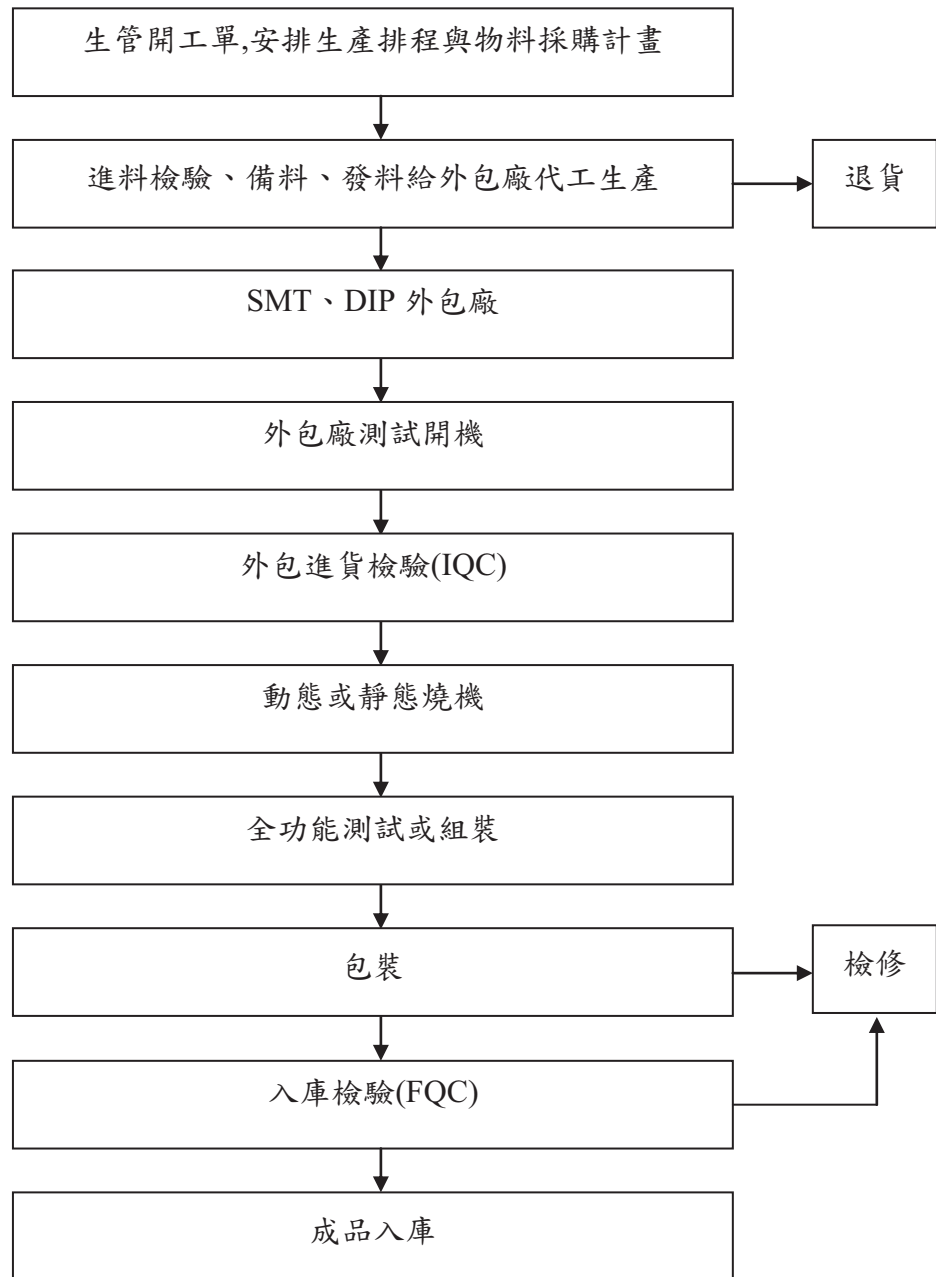 生管開工單,安排生產排程與物料採購計畫
進料檢驗、備料、發料給外包廠代工生產
退貨
SMT、DIP 外包廠
外包廠測試開機
外包進貨檢驗(IQC)
動態或靜態燒機
全功能測試或組裝
包裝
檢修
入庫檢驗(FQC)
成品入庫